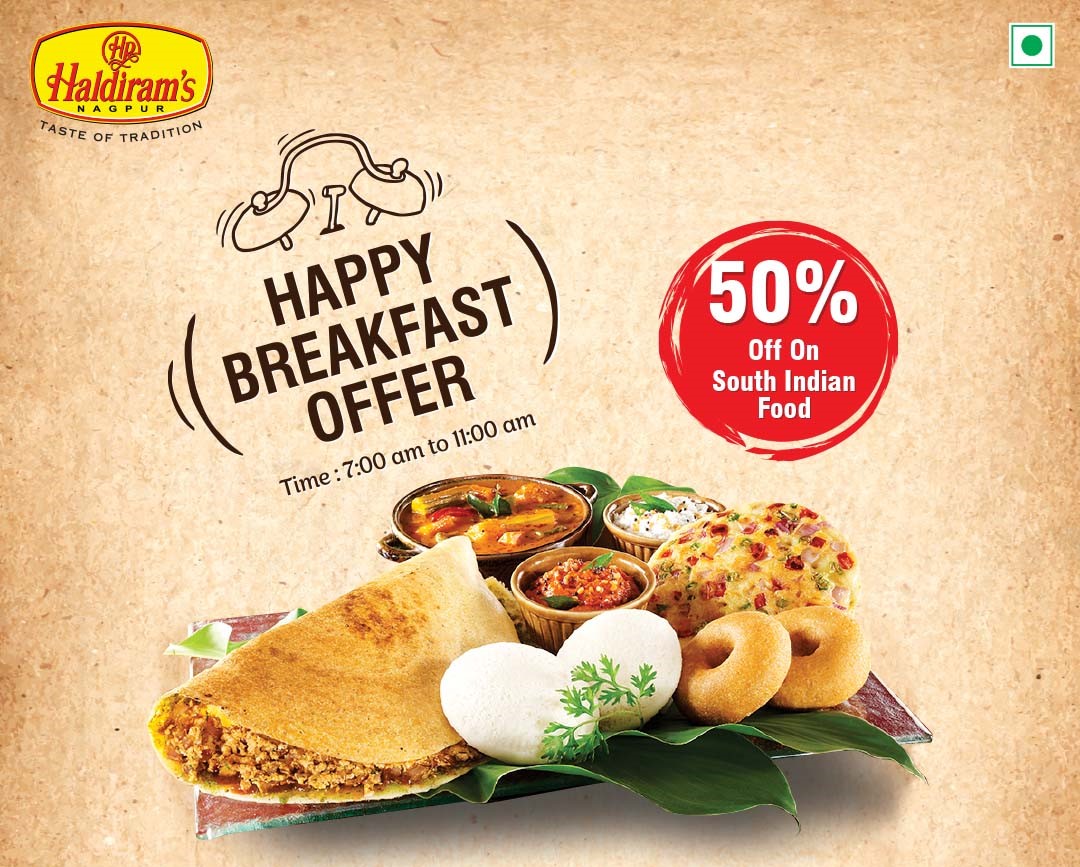 HR
Haldiram's
NAGPUR
TASTE OF TRADITION
HAPPY
BREAKFAST
OFFER
Time : 7:00 am to 11:00 am
50%
Off On
South Indian
Food